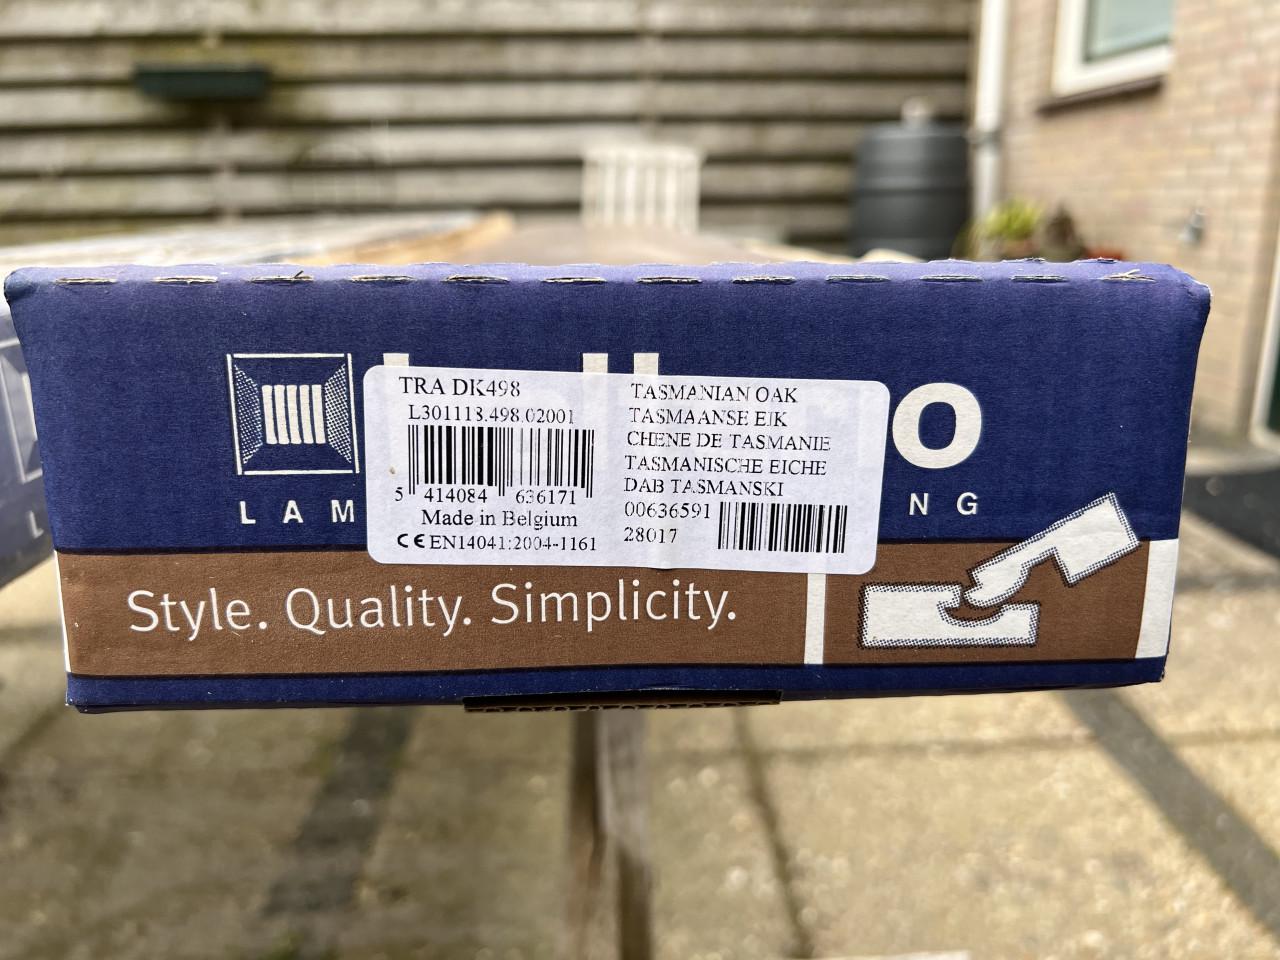 TRA DK498
L301113.498.02001
5 414084 636171
Made in Belgium
CE EN14041:2004-1161
TASMANIAN OAK
TASMAANSE EIK
CHENE DE TASMANIE
TASMANISCHE EICHE
DAB TASMANSKI
00636591
28017
Style. Quality. Simplicity.